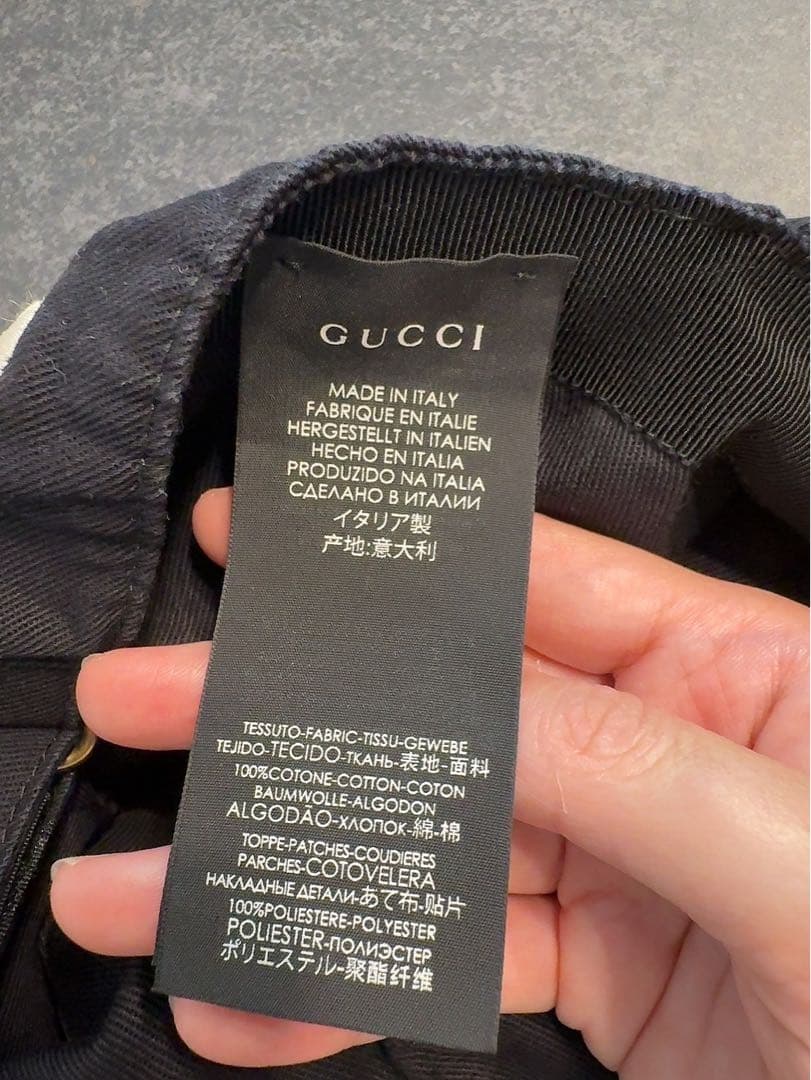 GUCCI
MADE IN ITALY
FABRIQUE EN ITALIE
HERGESTELLT IN ITALIEN
HECHO EN ITALIA
PRODUZIDO NA ITALIA
СДЕЛАНО В ИТАЛИИ
イタリア製
产地:意大利
TESSUTO-FABRIC-TISSU-GEWEBE
TEJIDO-TECIDO-ТКАНЬ-表地-面料
100%COTONE-COTTON-COTON
BAUMWOLLE-ALGODON
ALGODÃO-ХЛОПОК-綿-棉
TOPPE-PATCHES-COUDIERES
PARCHES-COTOVELERA
НАКЛАДНЫЕ ДЕТАЛИ-あて布-贴片
100%POLIESTERE-POLYESTER
POLIESTER-ПОЛИЭСТЕР
ポリエステル-聚酯纤维